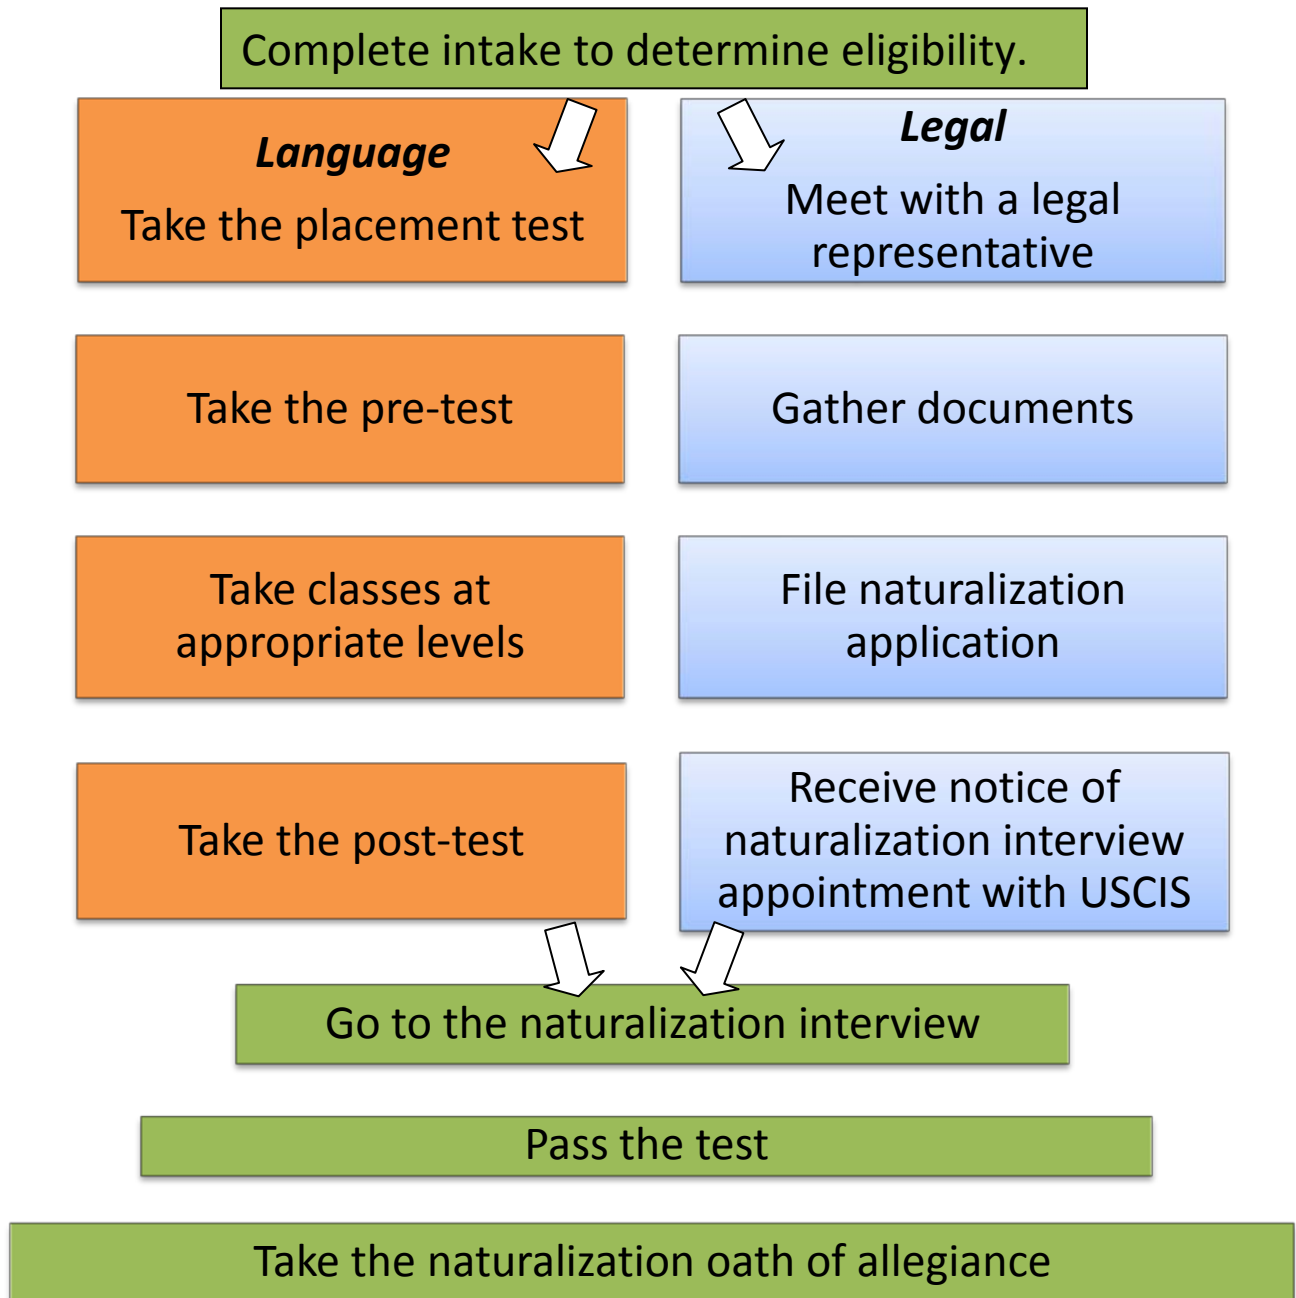 Complete intake to determine eligibility.
Language
Take the placement test
Legal
Meet with a legal
representative
Take the pre-test
Gather documents
Take classes at
appropriate levels
File naturalization
application
Take the post-test
Receive notice of
naturalization interview
appointment with USCIS
Go to the naturalization interview
Pass the test
Take the naturalization oath of allegiance